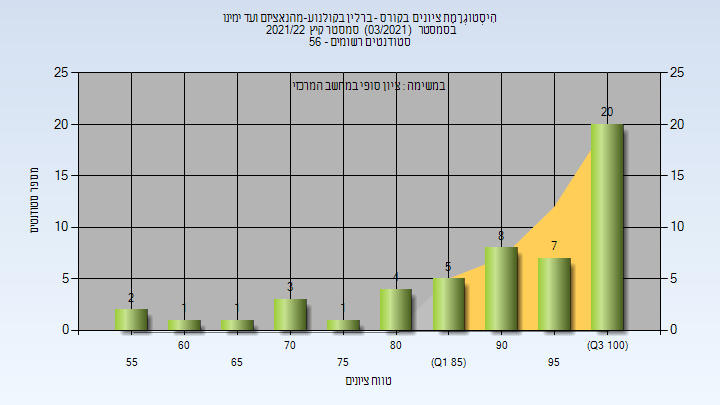 הִיסְטוֹגְרָמַת ציונים בקורס - ברלין בקולנוע-מהנאציזם ועד ימינו
בסמסטר (03/2021) סמסטר קיץ 2021/22
סטודנטים רשומים - 56
במשימה : ציון סופי במחשב המרכזי
25 25
20 20
15 15
10 10
5 5
0 0
2 1 1 3 1 4 5 8 7 20
מספר סטודנטים
55 60 65 70 75 80 (Q1 85) 90 95 (Q3 100)
טווח ציונים